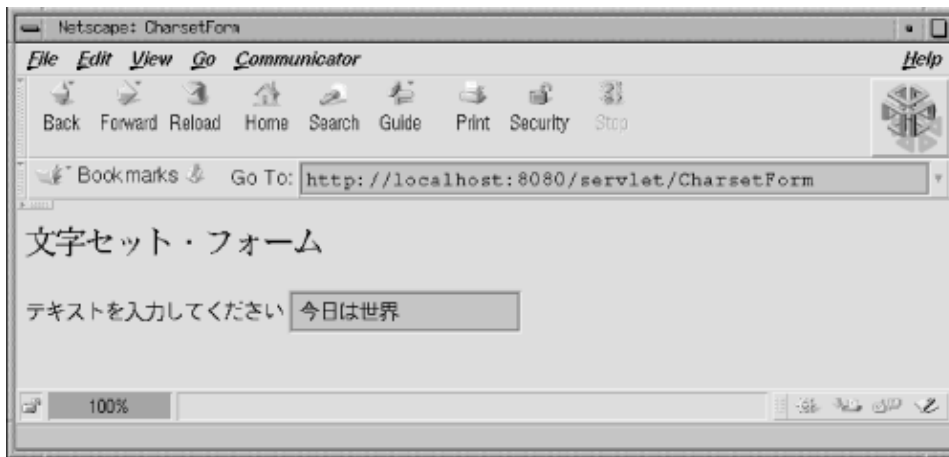 Netscape: CharsetForm
File Edit View Go Communicator Help
Back Forward Reload Home Search Guide Print Security Stop
Bookmarks Go To: http://localhost:8080/servlet/CharsetForm
文字セット・フォーム
テキストを入力してください 今日は世界
100%